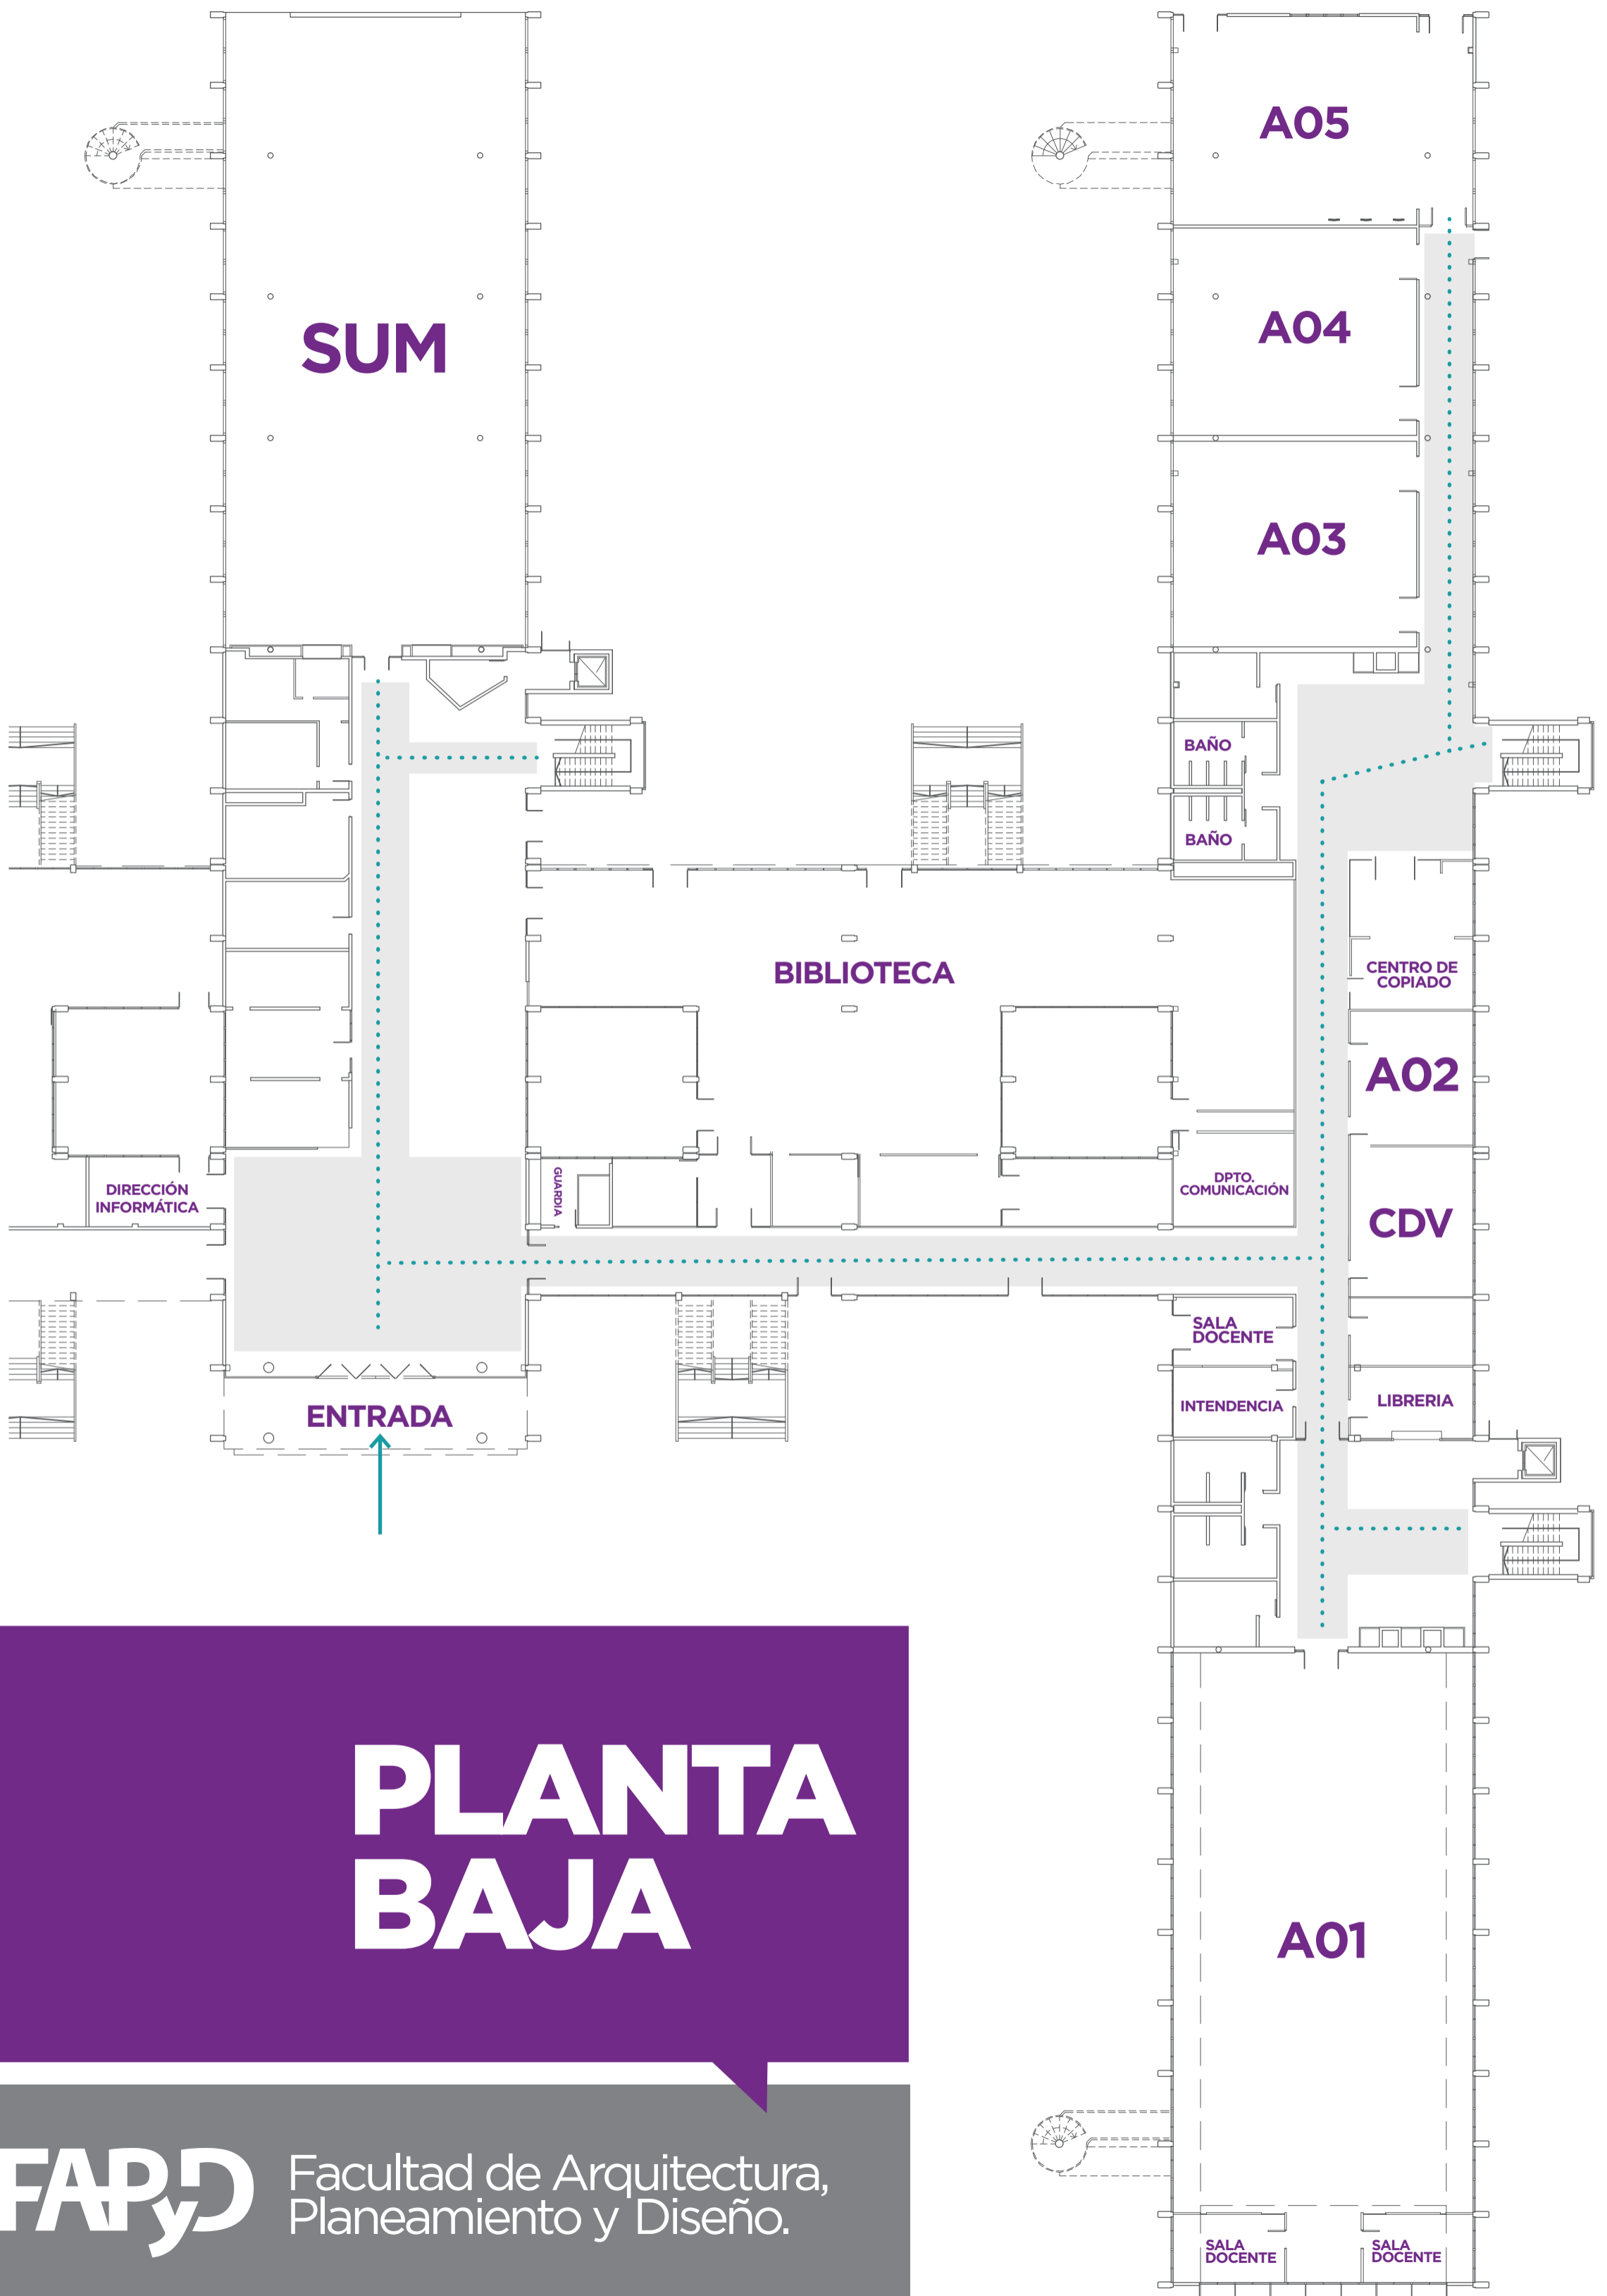 A05
SUM
A04
A03
BAÑO
BAÑO
BIBLIOTECA
CENTRO DE
COPIADO
A02
DIRECCIÓN
INFORMÁTICA
GUARDIA
DPTO.
COMUNICACIÓN
CDV
SALA
DOCENTE
INTENDENCIA
LIBRERIA
ENTRADA
PLANTA
BAJA
A01
FAPyD
Facultad de Arquitectura,
Planeamiento y Diseño.
SALA
DOCENTE
SALA
DOCENTE